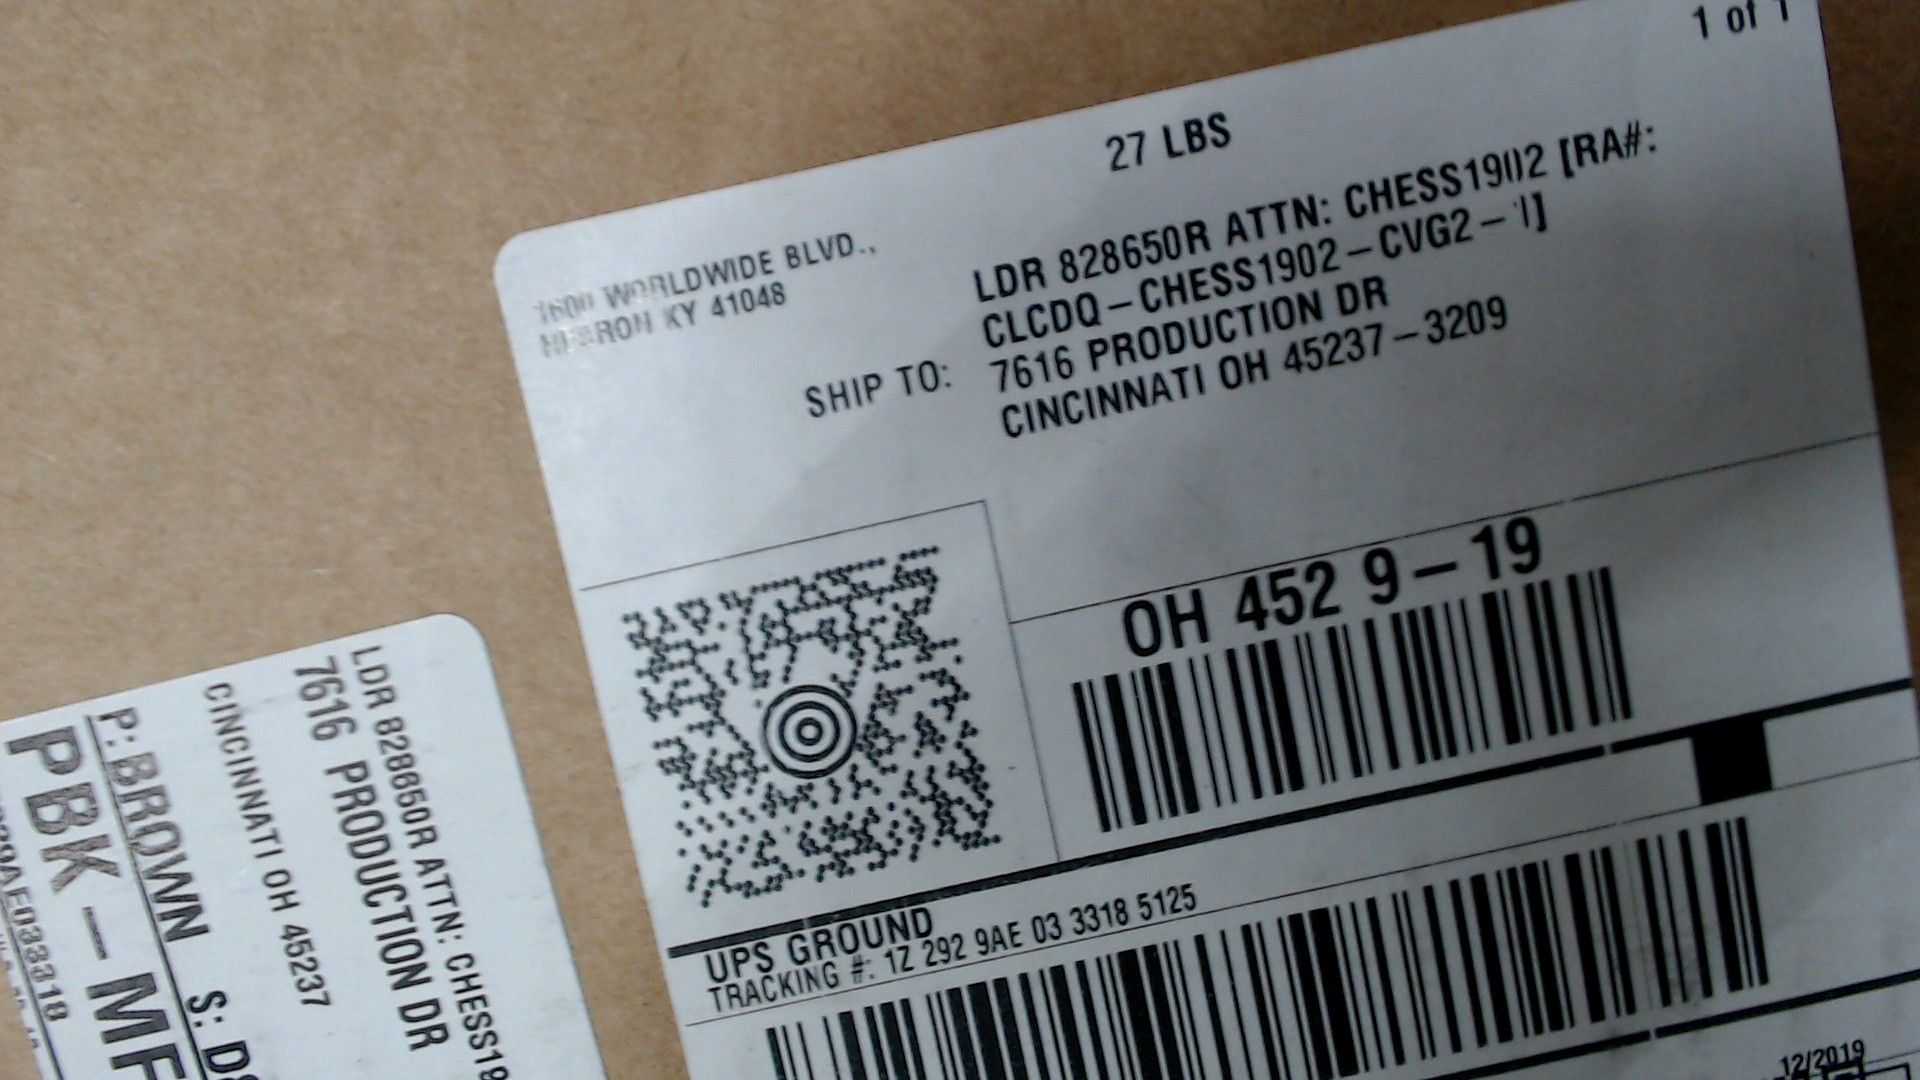 1 of 1
27 LBS
1600 WORLDWIDE BLVD.,
HEBRON KY 41048
SHIP TO:
LDR 828650R ATTN: CHESS1902 [RA#:
CLCDQ-CHESS1902-CVG2-1]
7616 PRODUCTION DR
CINCINNATI OH 45237-3209
OH 452 9-19
UPS GROUND
TRACKING #: 1Z 292 9AE 03 3318 5125
12/2019
LDR 828650R ATTN: CHESS19
7616 PRODUCTION DR
CINCINNATI OH 45237
P: BROWN S:
PBK-